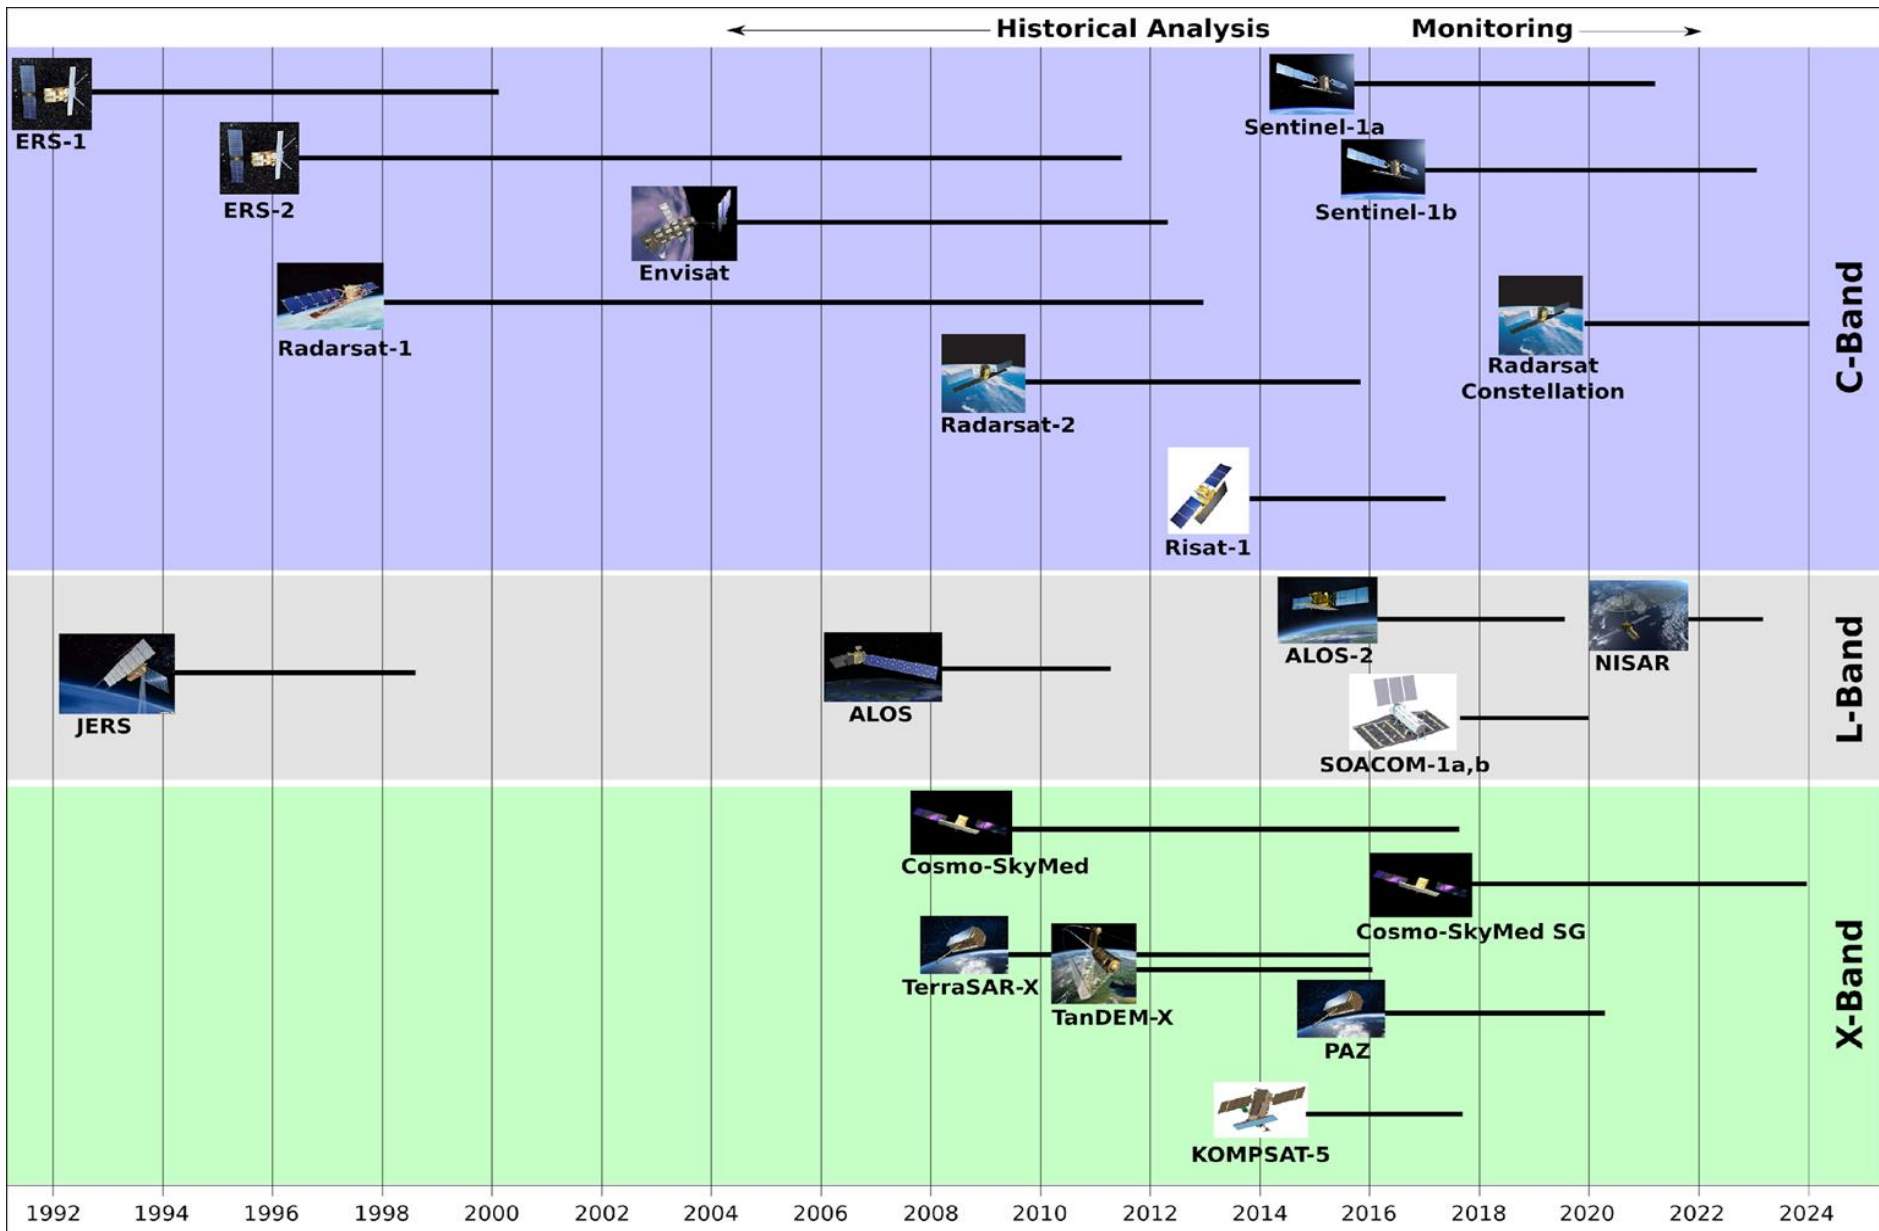 Historical Analysis
Monitoring
ERS-1
Sentinel-1a
ERS-2
Sentinel-1b
Envisat
Radarsat-1
Radarsat
Constellation
Radarsat-2
Risat-1
C-Band
ALOS-2
NISAR
JERS
ALOS
SOACOM-1a,b
L-Band
Cosmo-SkyMed
Cosmo-SkyMed SG
TerraSAR-X
TanDEM-X
PAZ
KOMPSAT-5
X-Band
1992 1994 1996 1998 2000 2002 2004 2006 2008 2010 2012 2014 2016 2018 2020 2022 2024